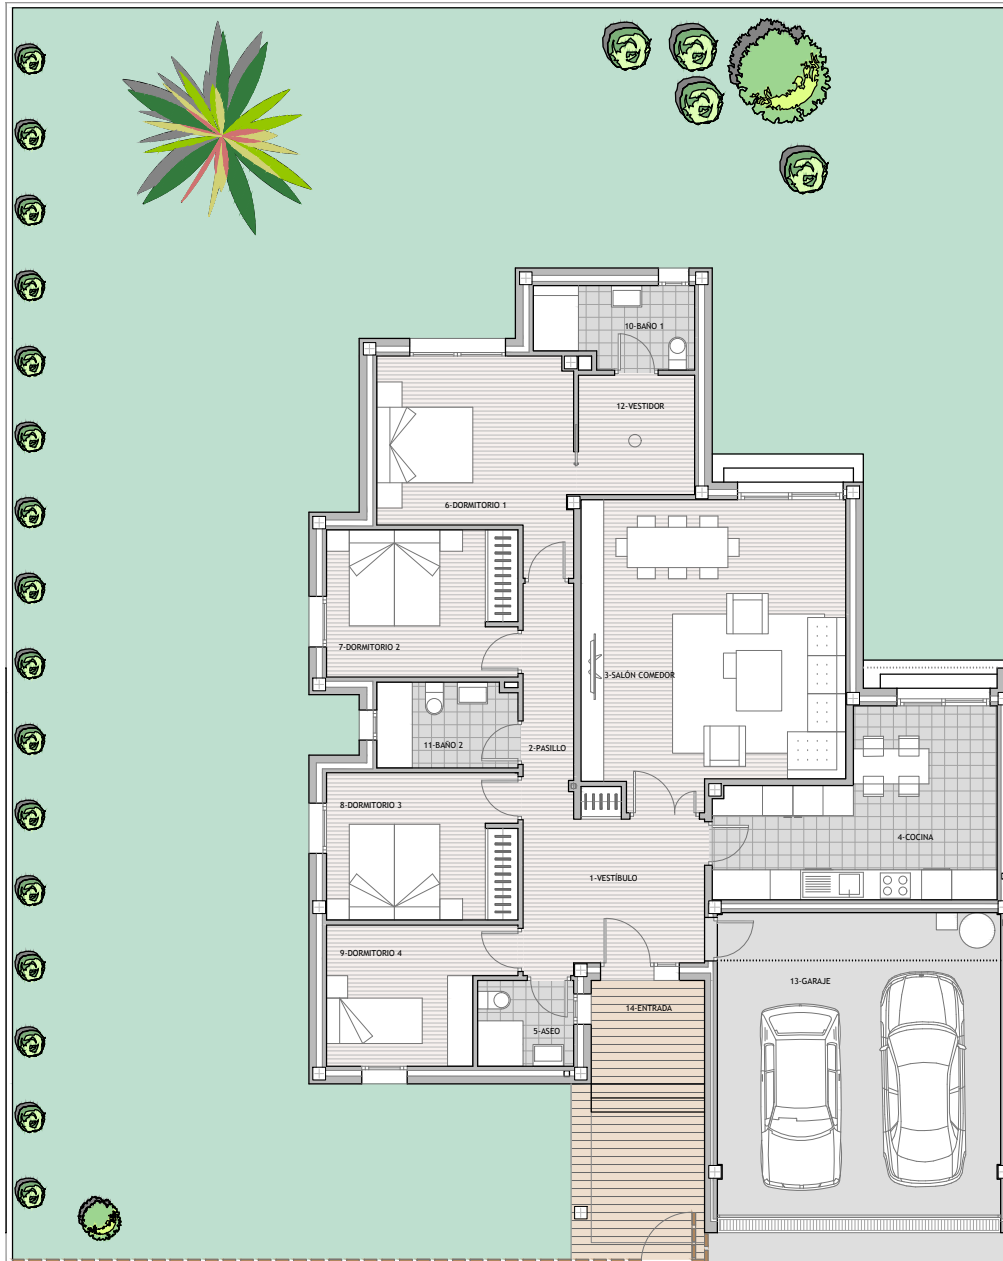 10-BAÑO 1
12-VESTIDOR
6-DORMITORIO 1
7-DORMITORIO 2
3-SALÓN COMEDOR
11-BAÑO 2
2-PASILLO
8-DORMITORIO 3
4-COCINA
1-VESTÍBULO
9-DORMITORIO 4
13-GARAJE
14-ENTRADA
5-ASEO